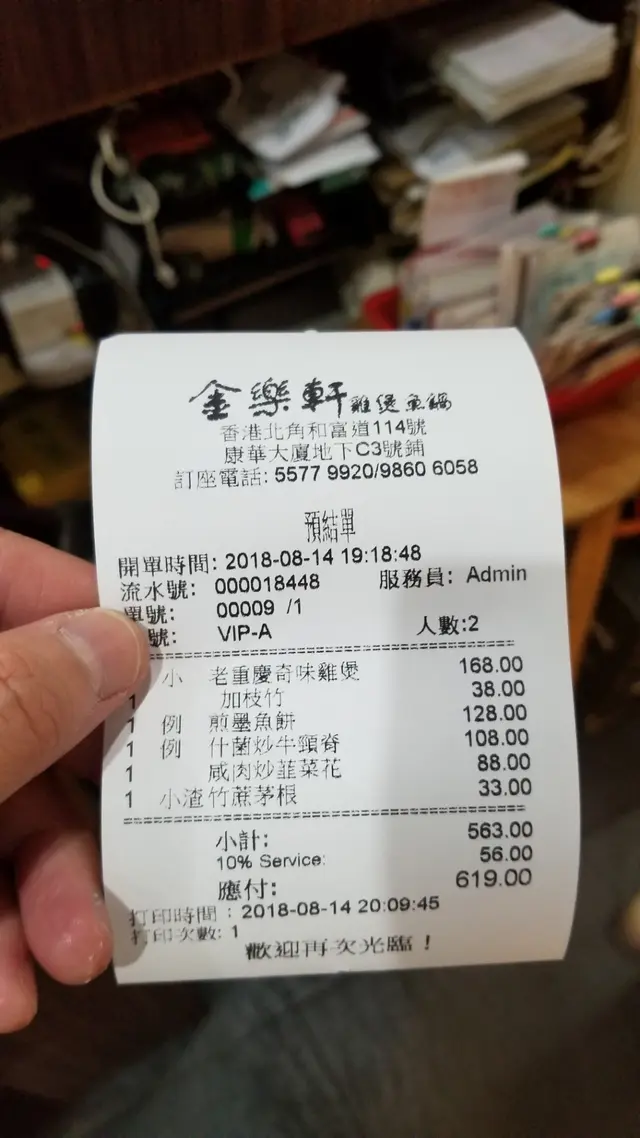 金樂軒雞煲魚鍋
香港北角和富道114號
康華大廈地下C3號鋪
訂座電話: 5577 9920/9860 6058
預結單
開單時間: 2018-08-14 19:18:48
流水號: 000018448 服務員: Admin
單號: 00009 /1
號: VIP-A 人數:2
小 老重慶奇味雞煲 168.00
1 加枝竹 38.00
1 例 煎墨魚餅 128.00
1 例 什菌炒牛頸脊 108.00
1 咸肉炒韮菜花 88.00
1 小渣竹蔗茅根 33.00
小計: 563.00
10% Service: 56.00
應付: 619.00
打印時間 : 2018-08-14 20:09:45
打印次數: 1
歡迎再次光臨！